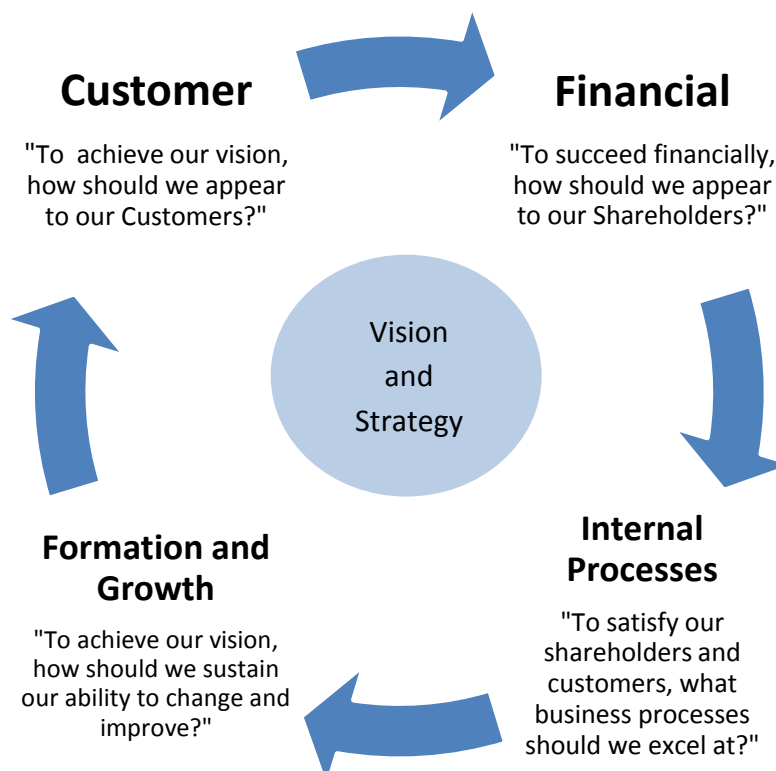 Customer
"To achieve our vision,
how should we appear
to our Customers?"
Financial
"To succeed financially,
how should we appear
to our Shareholders?"
Vision
and
Strategy
Formation and
Growth
"To achieve our vision,
how should we sustain
our ability to change and
improve?"
Internal
Processes
"To satisfy our
shareholders and
customers, what
business processes
should we excel at?"